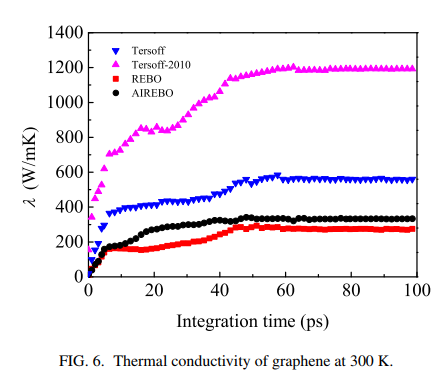 1400
1200
1000
800
600
400
200
0
λ (W/mK)
Tersoff
Tersoff-2010
REBO
AIREBO
0 20 40 60 80 100
Integration time (ps)
FIG. 6. Thermal conductivity of graphene at 300 K.